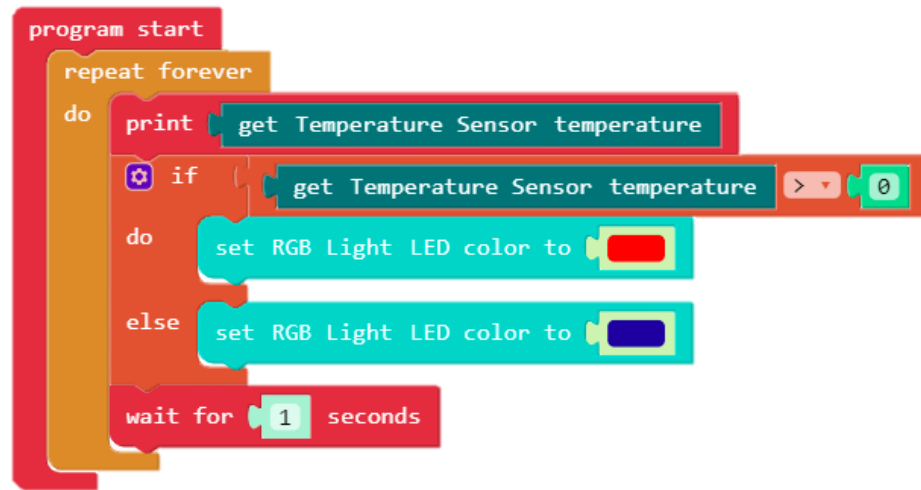 program start
repeat forever
do
print get Temperature Sensor temperature
if get Temperature Sensor temperature > 0
do
set RGB Light LED color to
else
set RGB Light LED color to
wait for 1 seconds